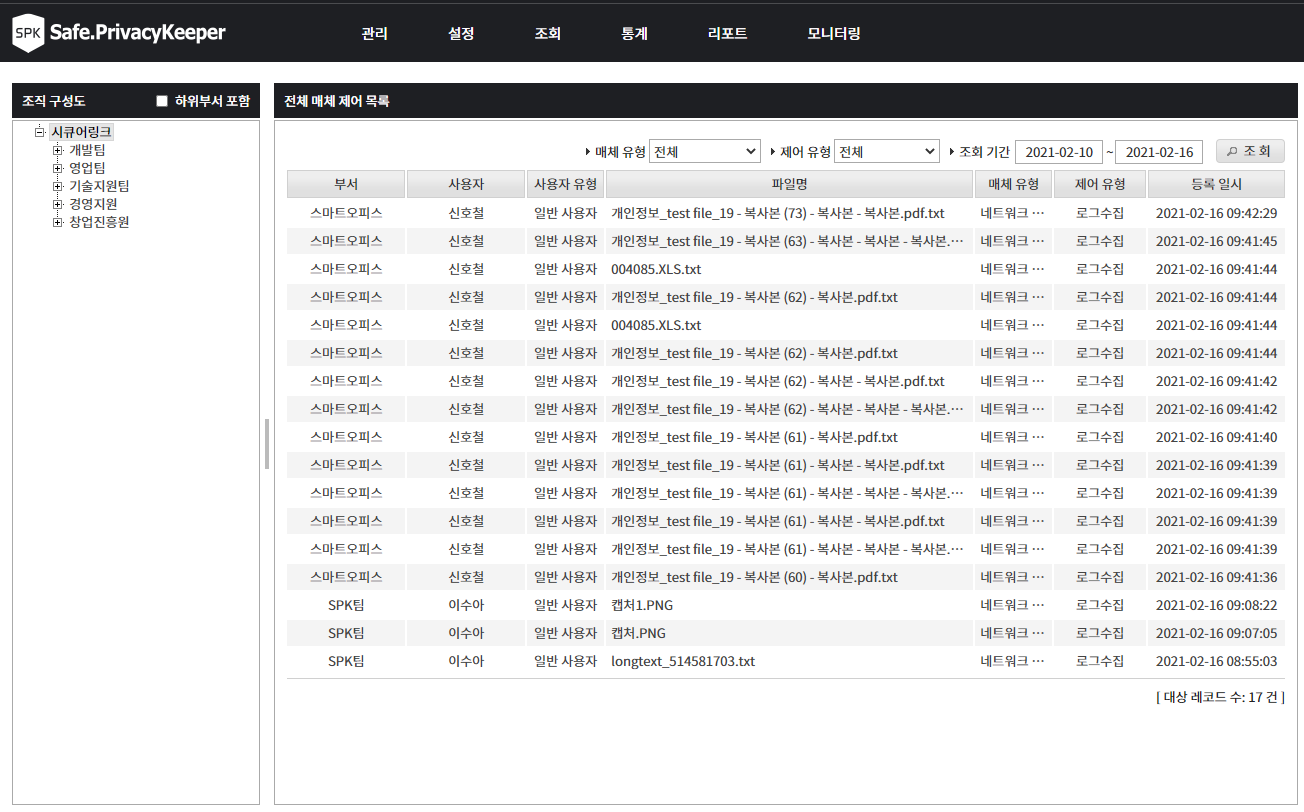 SPK Safe.PrivacyKeeper 관리 설정 조회 통계 리포트 모니터링
조직 구성도 하위부서 포함
시큐어링크
개발팀
영업팀
기술지원팀
경영지원
창업진흥원
전체 매체 제어 목록
매체 유형 전체 제어 유형 전체 조회 기간 2021-02-10 ~ 2021-02-16 조 회
부서 사용자 사용자 유형 파일명 매체 유형 제어 유형 등록 일시
스마트오피스 신호철 일반 사용자 개인정보_test file_19 - 복사본 (73) - 복사본 - 복사본.pdf.txt 네트워크 ··· 로그수집 2021-02-16 09:42:29
스마트오피스 신호철 일반 사용자 개인정보_test file_19 - 복사본 (63) - 복사본 - 복사본 - 복사본.··· 네트워크 ··· 로그수집 2021-02-16 09:41:45
스마트오피스 신호철 일반 사용자 004085.XLS.txt 네트워크 ··· 로그수집 2021-02-16 09:41:44
스마트오피스 신호철 일반 사용자 개인정보_test file_19 - 복사본 (62) - 복사본.pdf.txt 네트워크 ··· 로그수집 2021-02-16 09:41:44
스마트오피스 신호철 일반 사용자 004085.XLS.txt 네트워크 ··· 로그수집 2021-02-16 09:41:44
스마트오피스 신호철 일반 사용자 개인정보_test file_19 - 복사본 (62) - 복사본.pdf.txt 네트워크 ··· 로그수집 2021-02-16 09:41:44
스마트오피스 신호철 일반 사용자 개인정보_test file_19 - 복사본 (62) - 복사본 - 복사본.pdf.txt 네트워크 ··· 로그수집 2021-02-16 09:41:42
스마트오피스 신호철 일반 사용자 개인정보_test file_19 - 복사본 (62) - 복사본 - 복사본 - 복사본.··· 네트워크 ··· 로그수집 2021-02-16 09:41:42
스마트오피스 신호철 일반 사용자 개인정보_test file_19 - 복사본 (61) - 복사본.pdf.txt 네트워크 ··· 로그수집 2021-02-16 09:41:40
스마트오피스 신호철 일반 사용자 개인정보_test file_19 - 복사본 (61) - 복사본 - 복사본.pdf.txt 네트워크 ··· 로그수집 2021-02-16 09:41:39
스마트오피스 신호철 일반 사용자 개인정보_test file_19 - 복사본 (61) - 복사본 - 복사본 - 복사본.··· 네트워크 ··· 로그수집 2021-02-16 09:41:39
스마트오피스 신호철 일반 사용자 개인정보_test file_19 - 복사본 (61) - 복사본 - 복사본.pdf.txt 네트워크 ··· 로그수집 2021-02-16 09:41:39
스마트오피스 신호철 일반 사용자 개인정보_test file_19 - 복사본 (61) - 복사본 - 복사본 - 복사본.··· 네트워크 ··· 로그수집 2021-02-16 09:41:39
스마트오피스 신호철 일반 사용자 개인정보_test file_19 - 복사본 (60) - 복사본.pdf.txt 네트워크 ··· 로그수집 2021-02-16 09:41:36
SPK팀 이수아 일반 사용자 캡처1.PNG 네트워크 ··· 로그수집 2021-02-16 09:08:22
SPK팀 이수아 일반 사용자 캡처.PNG 네트워크 ··· 로그수집 2021-02-16 09:07:05
SPK팀 이수아 일반 사용자 longtext_514581703.txt 네트워크 ··· 로그수집 2021-02-16 08:55:03
[ 대상 레코드 수: 17 건 ]